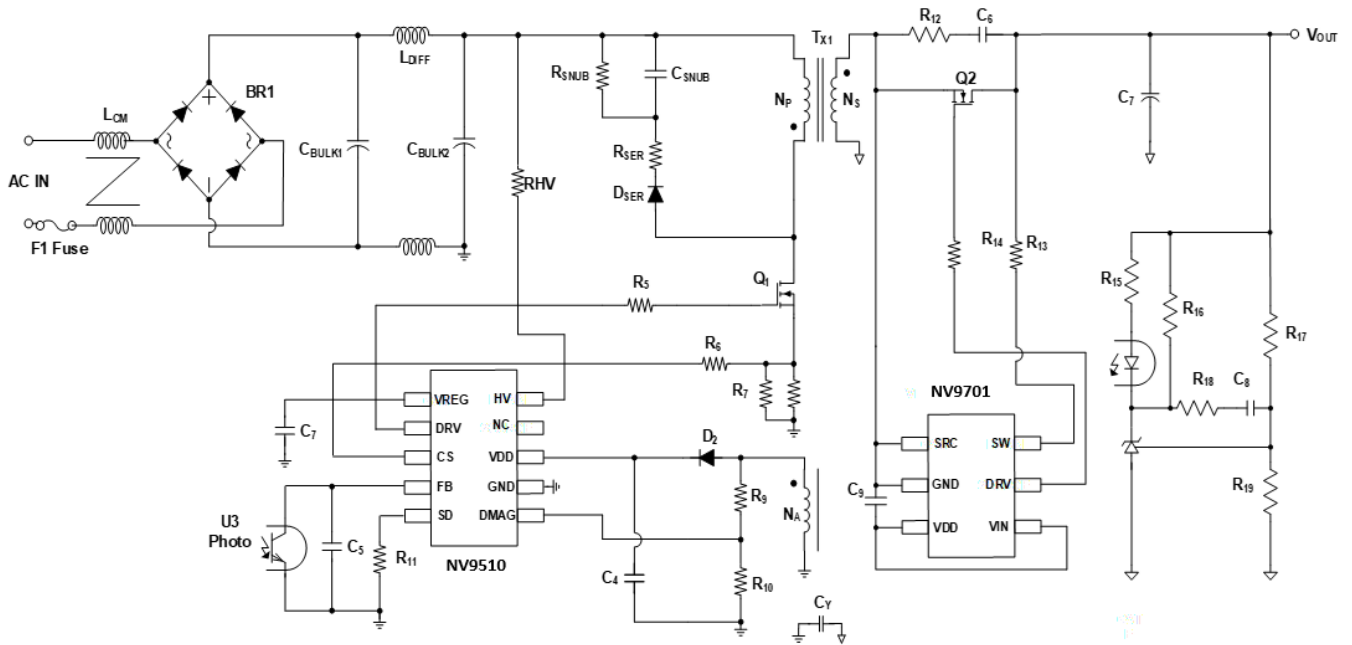 R12
C6
TX1
VOUT
LDIFF
RSNUB
CSNUB
Q2
BR1
NP
NS
C7
LCM
CBULK1
CBULK2
RSER
AC IN
RHV
DSER
R14
R13
F1 Fuse
Q1
R15
R5
R16
R17
R6
R7
R18
C8
NV9701
VREG
HV
C7
DRV
NC
D2
SRC
SW
CS
VDD
R9
C9
GND
DRV
R19
FB
GND
NA
U3
Photo
SD
DMAG
VDD
VIN
C5
R11
NV9510
C4
R10
CY